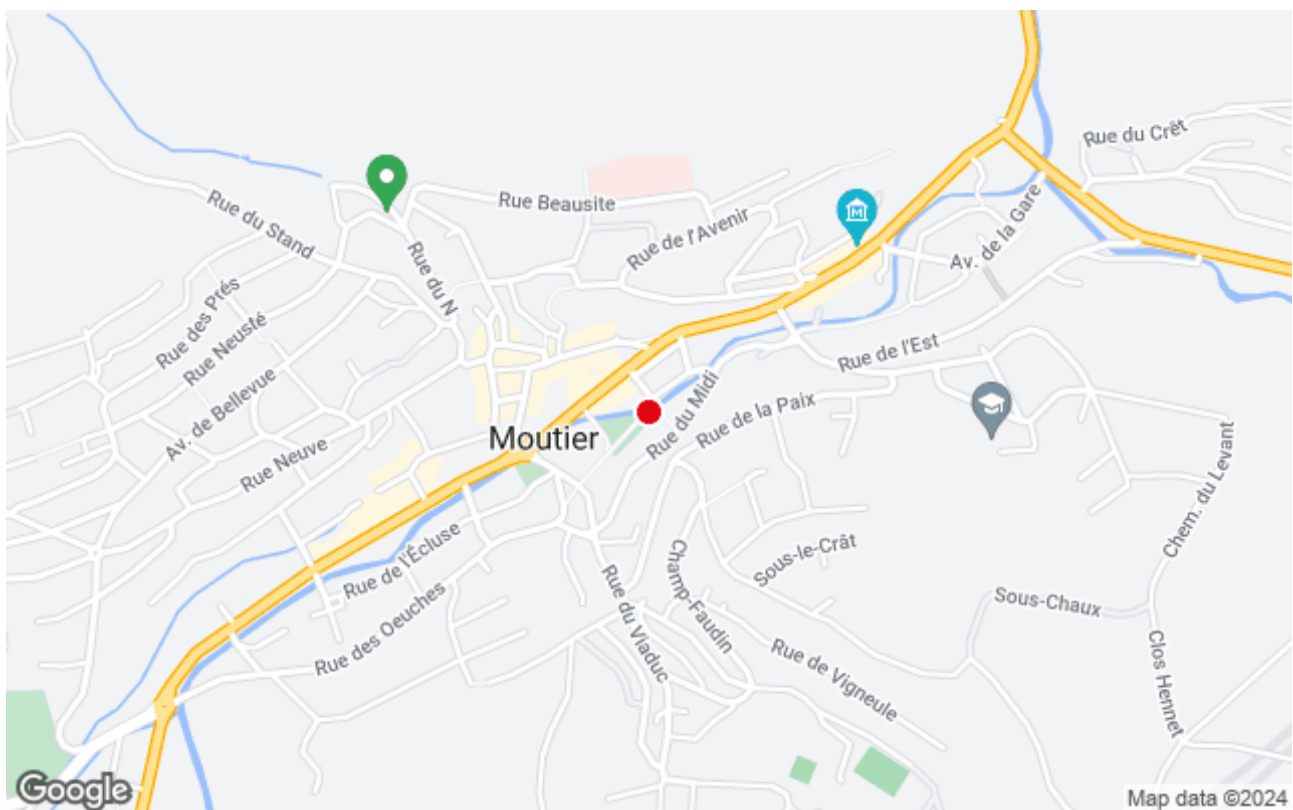 Rue du Crêt
Rue Beausite
Rue du Stand
Rue de l'Avenir
Av. de la Gare
Rue du N
Rue des Prés
Rue Neusté
Av. de Bellevue
Rue de l'Est
Rue du Midi
Rue de la Paix
Moutier
Rue Neuve
Chem. du Levant
Rue de l'Écluse
Sous-le-Crât
Champ-Faudin
Sous-Chaux
Rue du Viaduc
Rue des Oeuches
Rue de Vigneule
Clos Hennet
Google
Map data ©2024